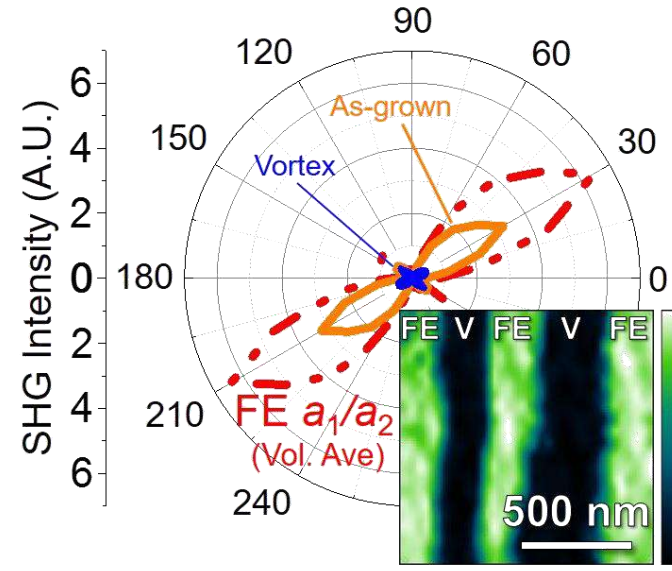 90
120
60
150
30
180
0
210
240
SHG Intensity (A.U.)
6
4
2
0
2
4
6
As-grown
Vortex
FE a₁/a₂
(Vol. Ave)
FE V FE V FE
500 nm